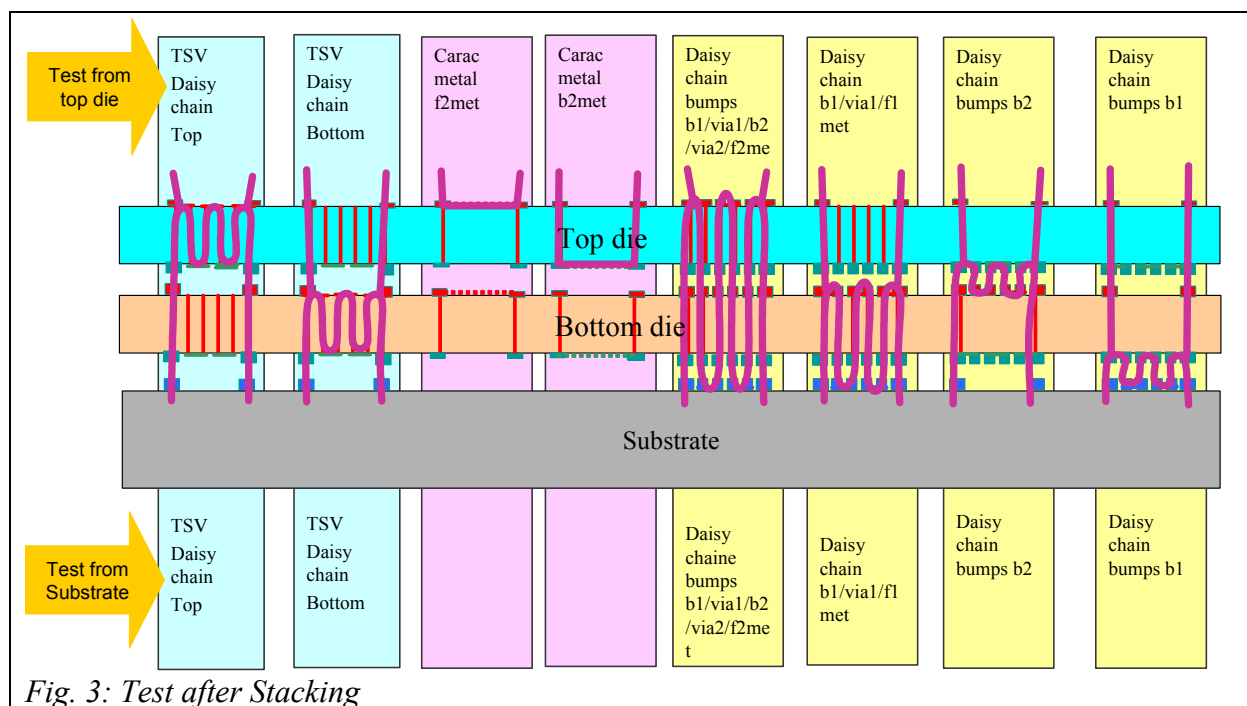 Test from
top die
TSV
Daisy
chain
Top
TSV
Daisy
chain
Bottom
Carac
metal
f2met
Carac
metal
b2met
Daisy
chain
bumps
b1/via1/b2
/via2/f2me
Daisy
chain
b1/via1/f1
met
Daisy
chain
bumps b2
Daisy
chain
bumps b1
Top die
Bottom die
Substrate
Test from
Substrate
TSV
Daisy
chain
Top
TSV
Daisy
chain
Bottom
Daisy
chaine
bumps
b1/via1/b2
/via2/f2me
t
Daisy
chain
b1/via1/f1
met
Daisy
chain
bumps b2
Daisy
chain
bumps b1
Fig. 3: Test after Stacking